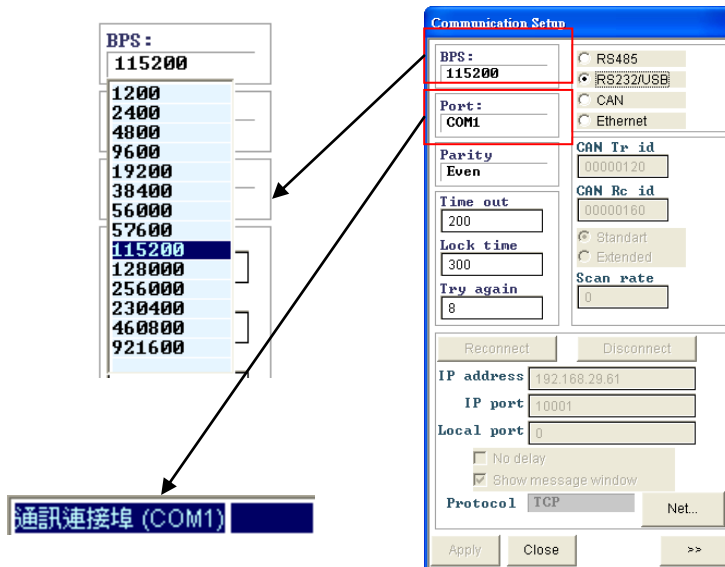 BPS:
115200
1200
2400
4800
9600
19200
38400
56000
57600
115200
128000
256000
230400
460800
921600
通訊連接埠 (COM1)
Communication Setup
BPS:
115200
Port:
COM1
Parity
Even
Time out
200
Lock time
300
Try again
8
RS485
RS232/USB
CAN
Ethernet
CAN Tr id
00000120
CAN Rc id
00000160
Standart
Extended
Scan rate
0
Reconnect Disconnect
IP address 192.168.29.61
IP port 10001
Local port 0
No delay
Show message window
Protocol TCP Net...
Apply Close >>